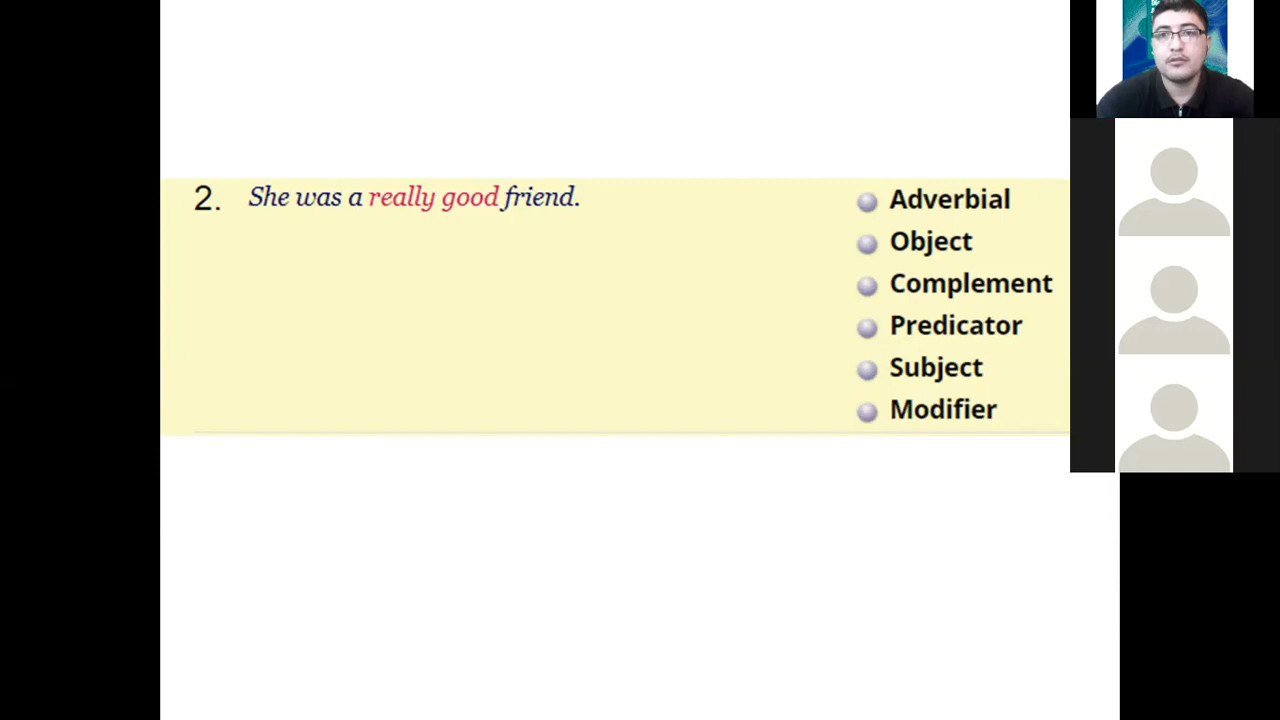 2. She was a really good friend.
Adverbial
Object
Complement
Predicator
Subject
Modifier